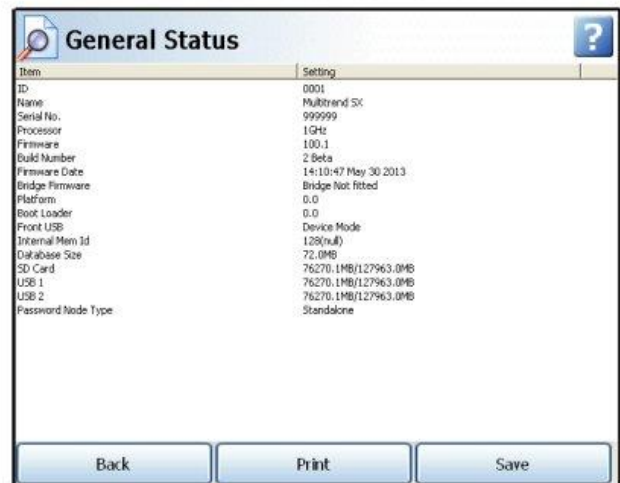 General Status
?
Item Setting
ID 0001
Name Multitrend SX
Serial No. 999999
Processor 1GHz
Firmware 100.1
Build Number 2 Beta
Firmware Date 14:10:47 May 30 2013
Bridge Firmware Bridge Not fitted
Platform 0.0
Boot Loader 0.0
Front USB Device Mode
Internal Mem Id 128(null)
Database Size 72.0MB
SD Card 76270.1MB/127963.0MB
USB 1 76270.1MB/127963.0MB
USB 2 76270.1MB/127963.0MB
Password Node Type Standalone
Back Print Save